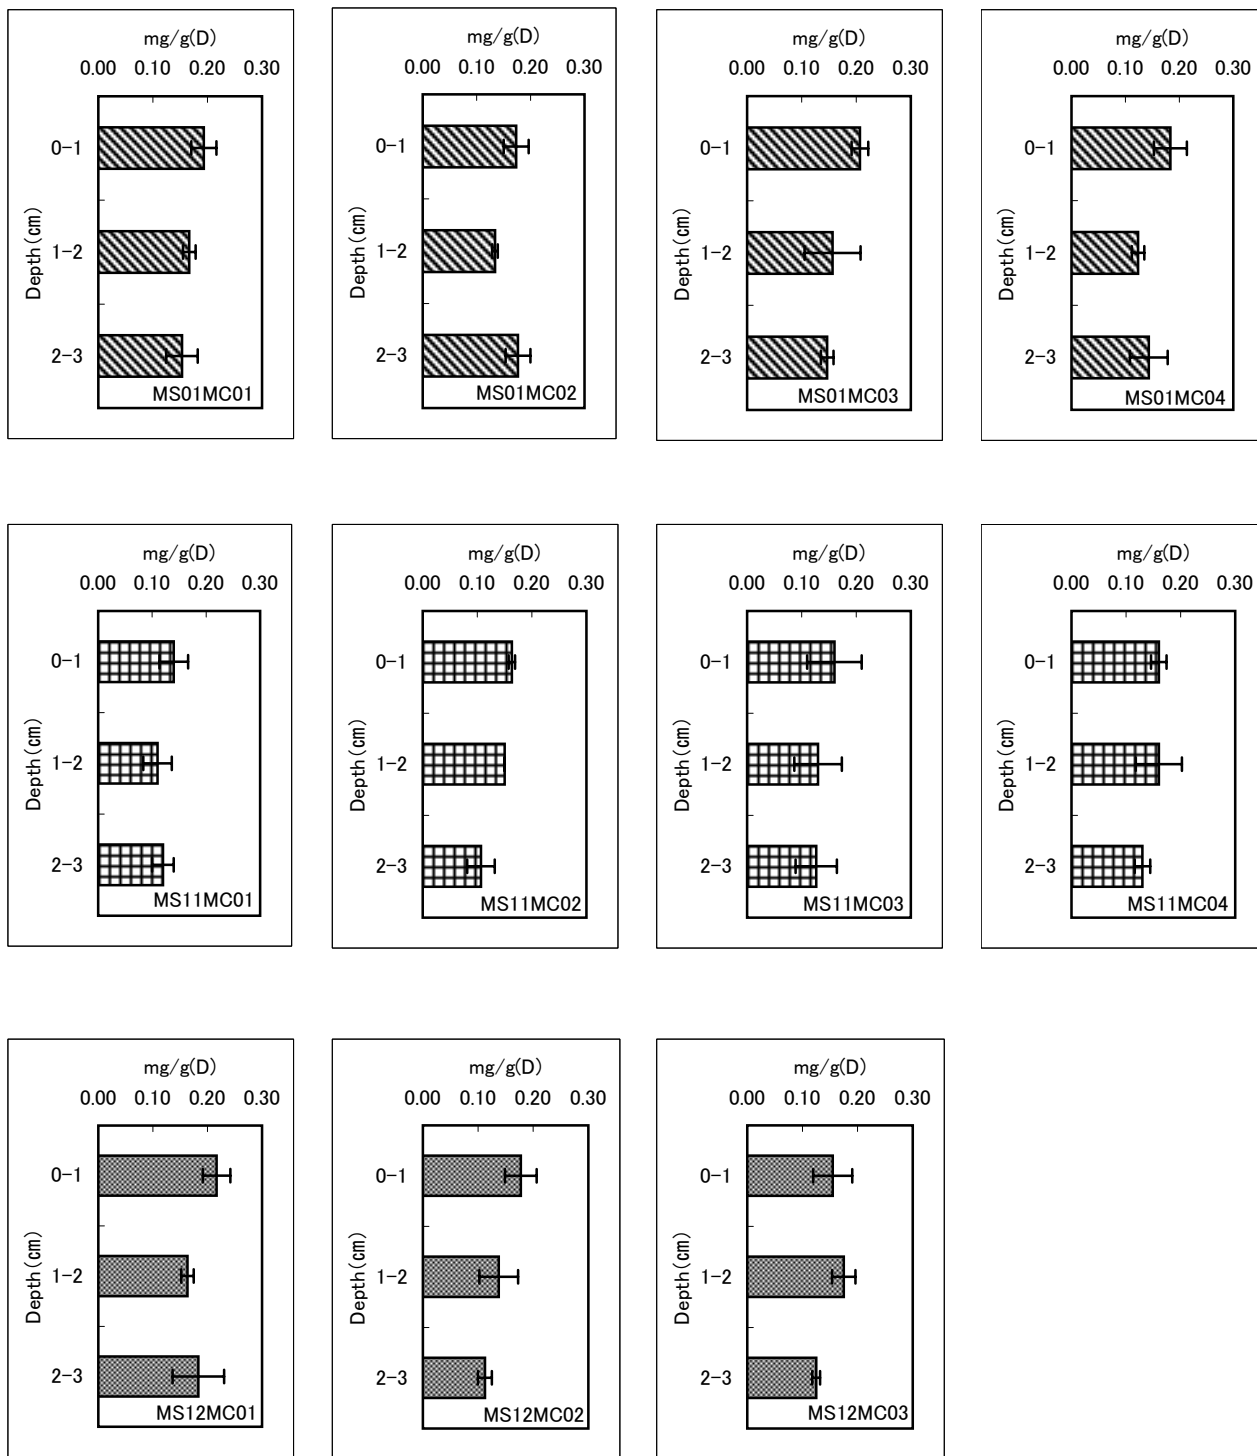 mg/g(D)
0.00 0.10 0.20 0.30
0-1
1-2
2-3
Depth(cm)
MS01MC01
mg/g(D)
0.00 0.10 0.20 0.30
0-1
1-2
2-3
Depth(cm)
MS01MC02
mg/g(D)
0.00 0.10 0.20 0.30
0-1
1-2
2-3
Depth(cm)
MS01MC03
mg/g(D)
0.00 0.10 0.20 0.30
0-1
1-2
2-3
Depth(cm)
MS01MC04
mg/g(D)
0.00 0.10 0.20 0.30
0-1
1-2
2-3
Depth(cm)
MS11MC01
mg/g(D)
0.00 0.10 0.20 0.30
0-1
1-2
2-3
Depth(cm)
MS11MC02
mg/g(D)
0.00 0.10 0.20 0.30
0-1
1-2
2-3
Depth(cm)
MS11MC03
mg/g(D)
0.00 0.10 0.20 0.30
0-1
1-2
2-3
Depth(cm)
MS11MC04
mg/g(D)
0.00 0.10 0.20 0.30
0-1
1-2
2-3
Depth(cm)
MS12MC01
mg/g(D)
0.00 0.10 0.20 0.30
0-1
1-2
2-3
Depth(cm)
MS12MC02
mg/g(D)
0.00 0.10 0.20 0.30
0-1
1-2
2-3
Depth(cm)
MS12MC03